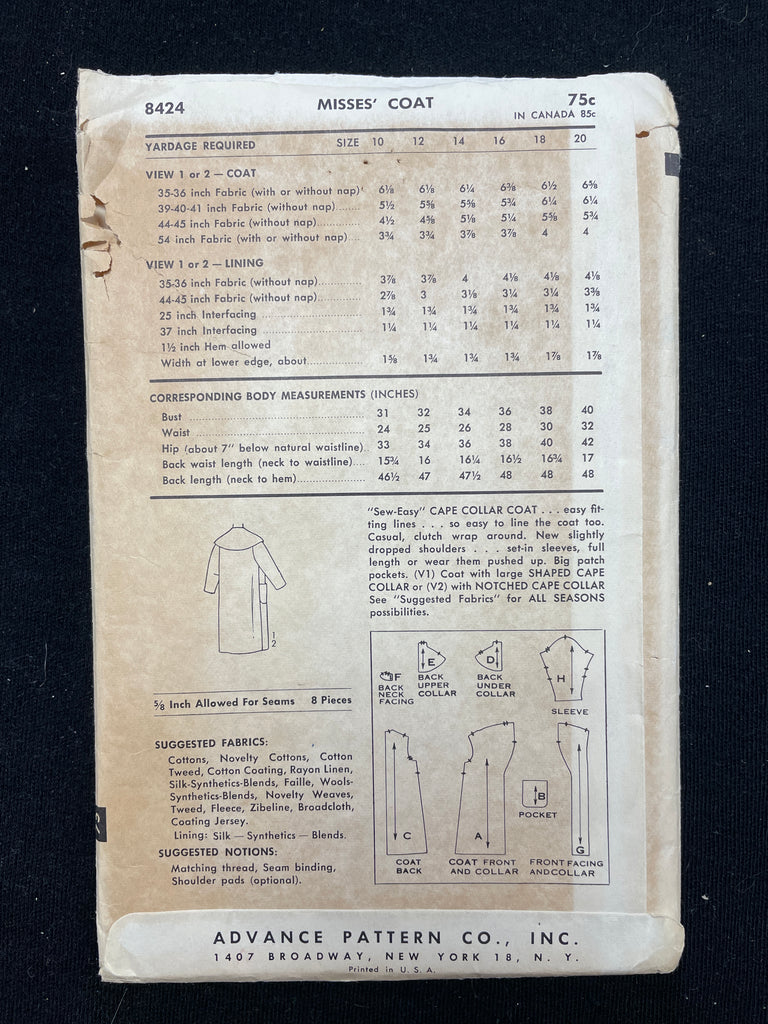 8424 MISSES' COAT 75c
IN CANADA 85c
YARDAGE REQUIRED SIZE 10 12 14 16 18 20
VIEW 1 or 2 — COAT
35-36 inch Fabric (with or without nap) 6⅛ 6⅛ 6¼ 6⅜ 6½ 6⅝
39-40-41 inch Fabric (without nap)....... 5½ 5⅝ 5⅝ 5¾ 6¼ 6¼
44-45 inch Fabric (without nap)............ 4½ 4⅝ 5⅛ 5¼ 5⅝ 5¾
54 inch Fabric (with or without nap).... 3¾ 3¾ 3⅞ 3⅞ 4 4
VIEW 1 or 2 — LINING
35-36 inch Fabric (without nap)............ 3⅞ 3⅞ 4 4⅛ 4⅛ 4⅛
44-45 inch Fabric (without nap)............ 2⅞ 3 3⅛ 3¼ 3¼ 3⅜
25 inch Interfacing ............................ 1¾ 1¾ 1¾ 1¾ 1¾ 1¾
37 inch Interfacing ............................ 1¼ 1¼ 1¼ 1¼ 1¼ 1¼
1½ inch Hem allowed
Width at lower edge, about................ 1⅝ 1¾ 1¾ 1¾ 1⅞ 1⅞
CORRESPONDING BODY MEASUREMENTS (INCHES)
Bust ................................................ 31 32 34 36 38 40
Waist .............................................. 24 25 26 28 30 32
Hip (about 7" below natural waistline).. 33 34 36 38 40 42
Back waist length (neck to waistline).... 15¾ 16 16¼ 16½ 16¾ 17
Back length (neck to hem)................... 46½ 47 47½ 48 48 48
"Sew-Easy" CAPE COLLAR COAT . . . easy fit-
ting lines . . . so easy to line the coat too.
Casual, clutch wrap around. New slightly
dropped shoulders . . . set-in sleeves, full
length or wear them pushed up. Big patch
pockets. (V1) Coat with large SHAPED CAPE
COLLAR or (V2) with NOTCHED CAPE COLLAR
See "Suggested Fabrics" for ALL SEASONS
possibilities.
1
2
⅝ Inch Allowed For Seams 8 Pieces
SUGGESTED FABRICS:
Cottons, Novelty Cottons, Cotton
Tweed, Cotton Coating, Rayon Linen,
Silk-Synthetics-Blends, Faille, Wools-
Synthetics-Blends, Novelty Weaves,
Tweed, Fleece, Zibeline, Broadcloth,
Coating Jersey.
Lining: Silk — Synthetics — Blends.
SUGGESTED NOTIONS:
Matching thread, Seam binding,
Shoulder pads (optional).
F
BACK
NECK
FACING
E
BACK
UPPER
COLLAR
D
BACK
UNDER
COLLAR
H
SLEEVE
C
COAT
BACK
A
COAT FRONT
AND COLLAR
B
POCKET
G
FRONT FACING
AND COLLAR
ADVANCE PATTERN CO., INC.
1407 BROADWAY, NEW YORK 18, N. Y.
Printed in U. S. A.